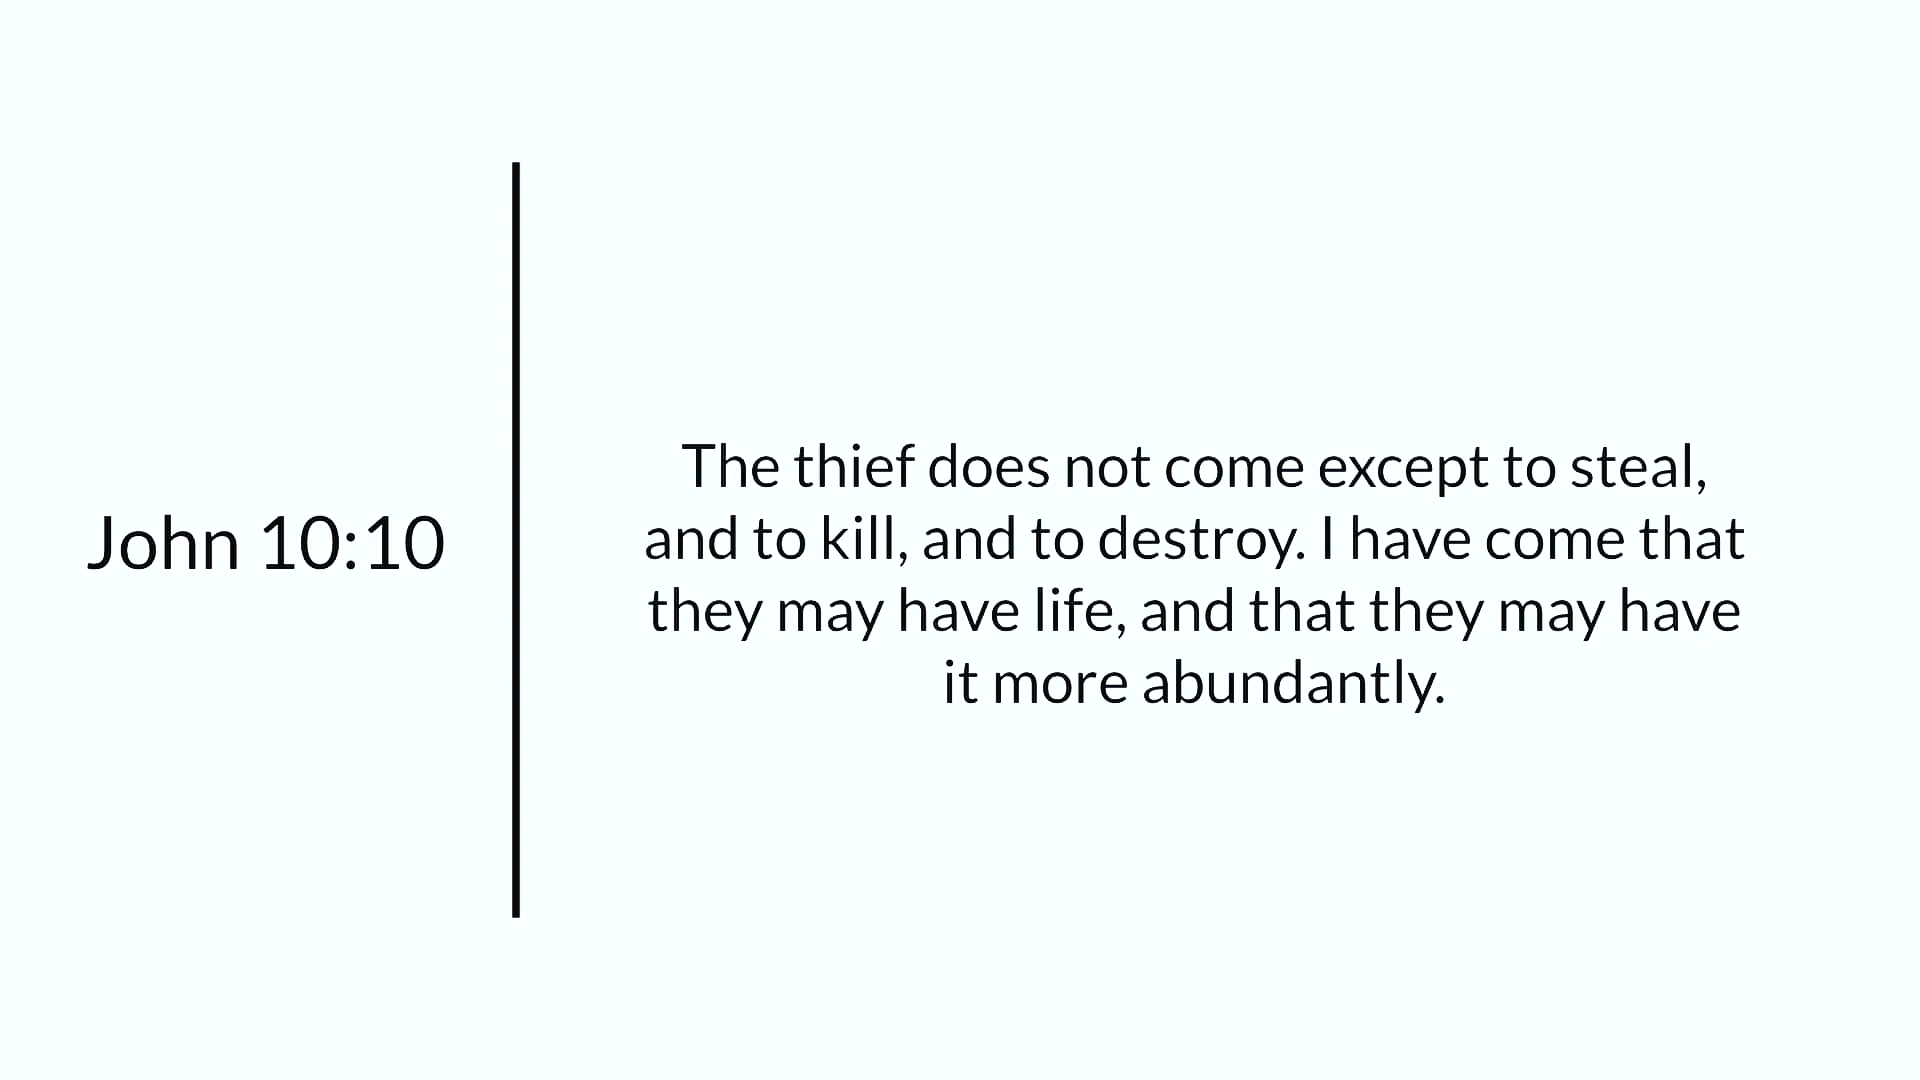 John 10:10
The thief does not come except to steal,
and to kill, and to destroy. I have come that
they may have life, and that they may have
it more abundantly.